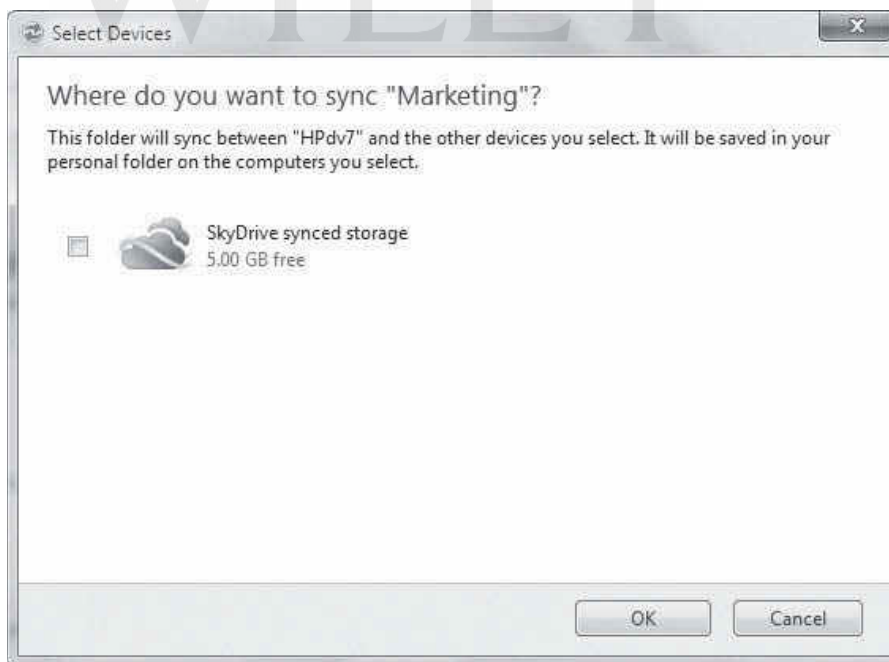 WILEY
Select Devices
Where do you want to sync "Marketing"?
This folder will sync between "HPdv7" and the other devices you select. It will be saved in your
personal folder on the computers you select.
SkyDrive synced storage
5.00 GB free
OK
Cancel